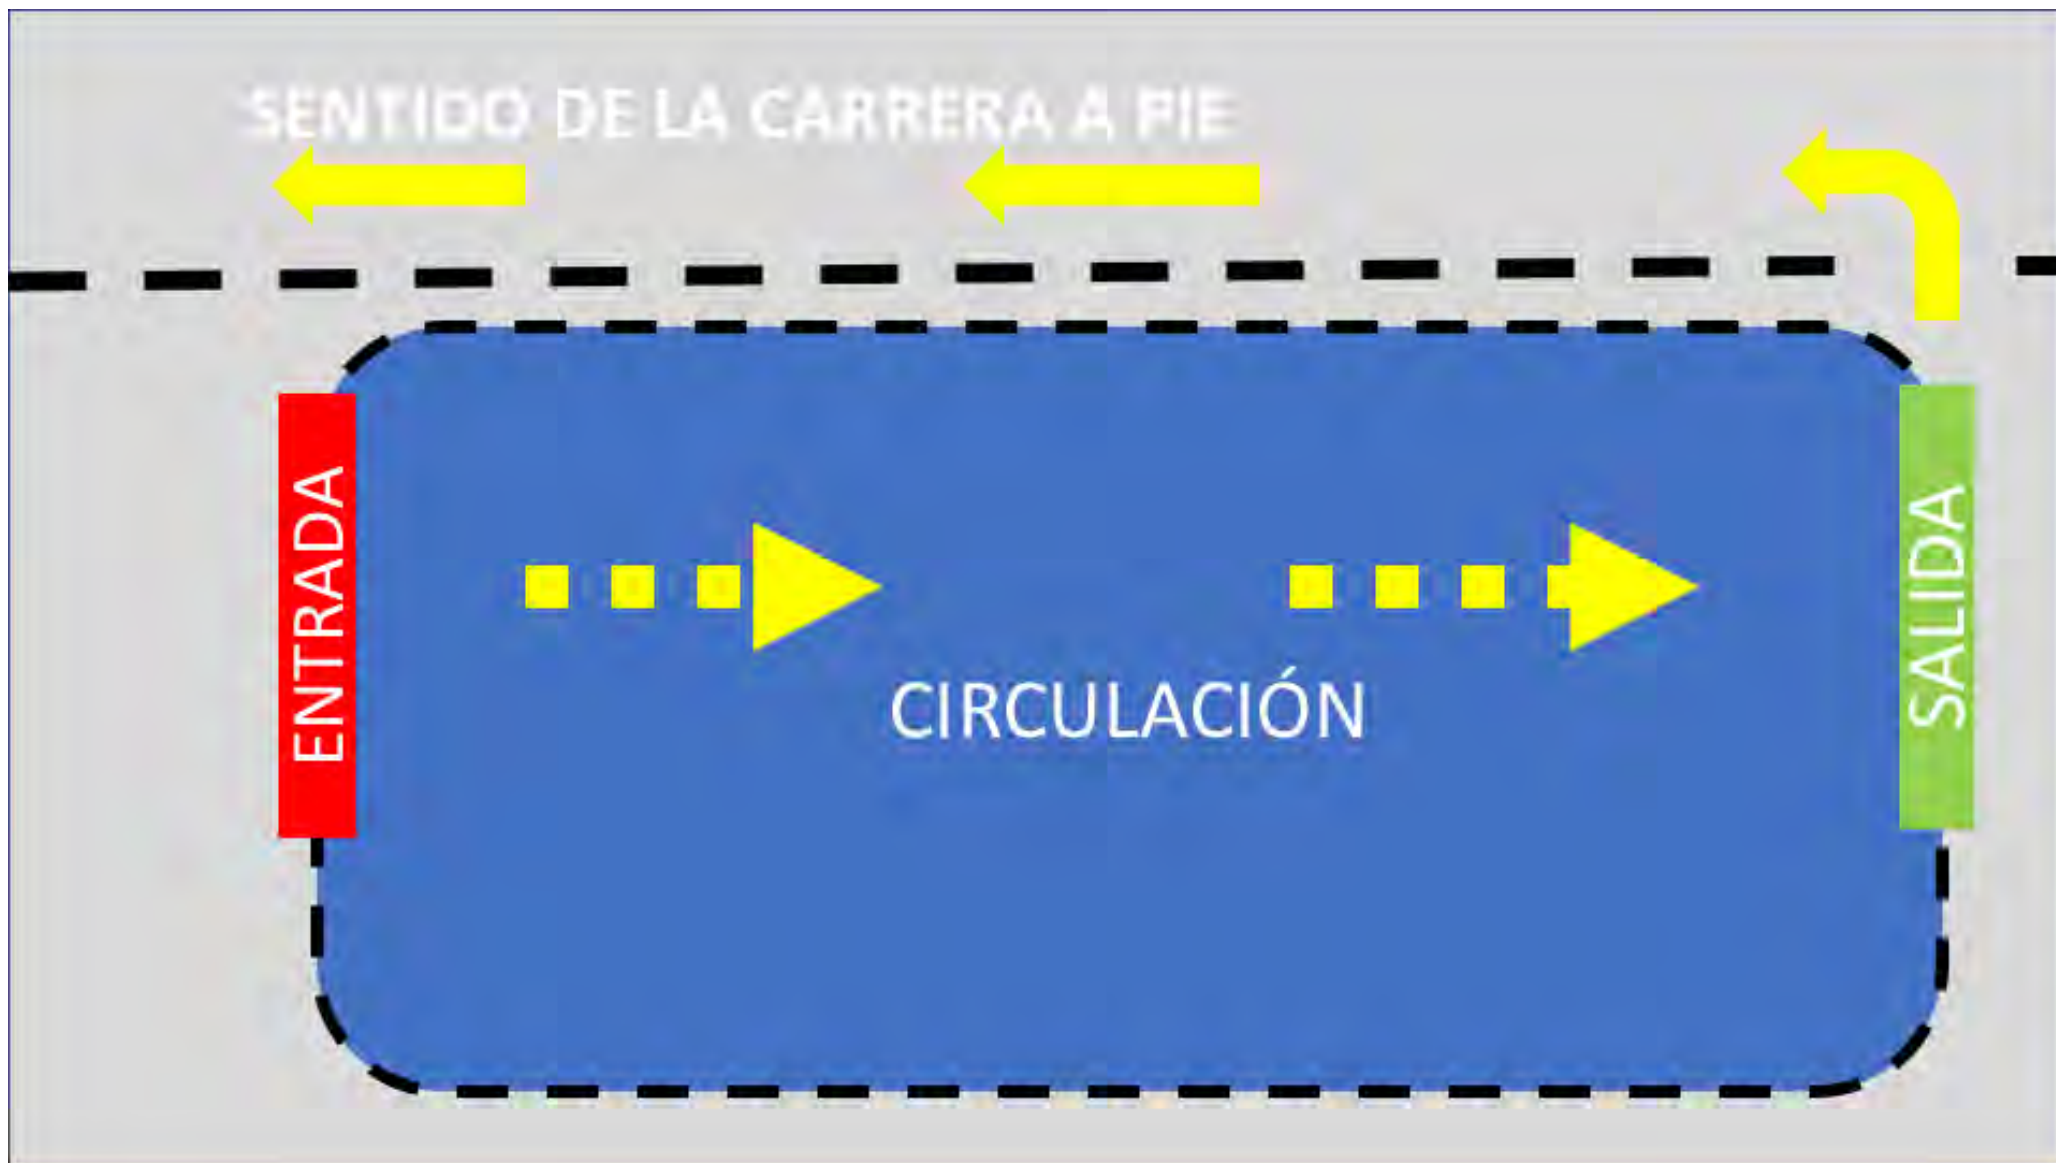 SENTIDO DE LA CARRERA A PIE
ENTRADA
CIRCULACIÓN
SALIDA